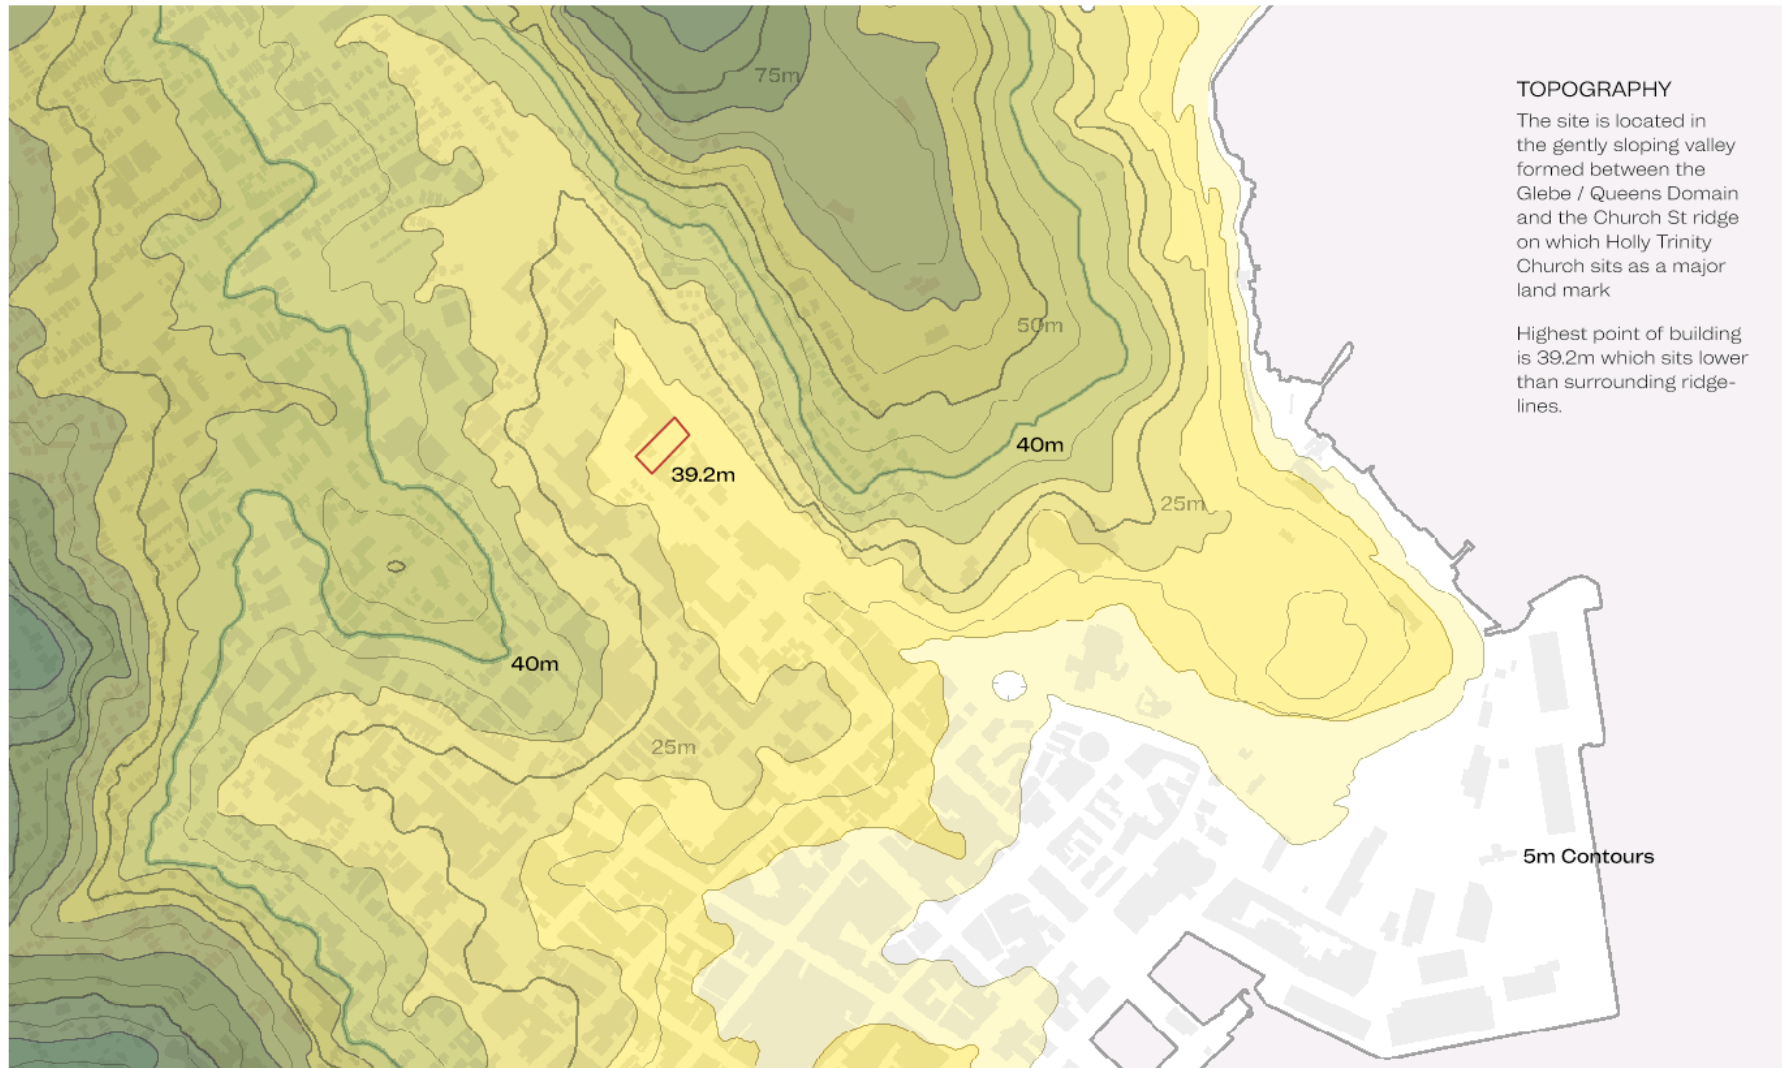 75m
TOPOGRAPHY
The site is located in
the gently sloping valley
formed between the
Glebe / Queens Domain
and the Church St ridge
on which Holly Trinity
Church sits as a major
land mark
Highest point of building
is 39.2m which sits lower
than surrounding ridge-
lines.
50m
40m
39.2m
25m
40m
25m
5m Contours